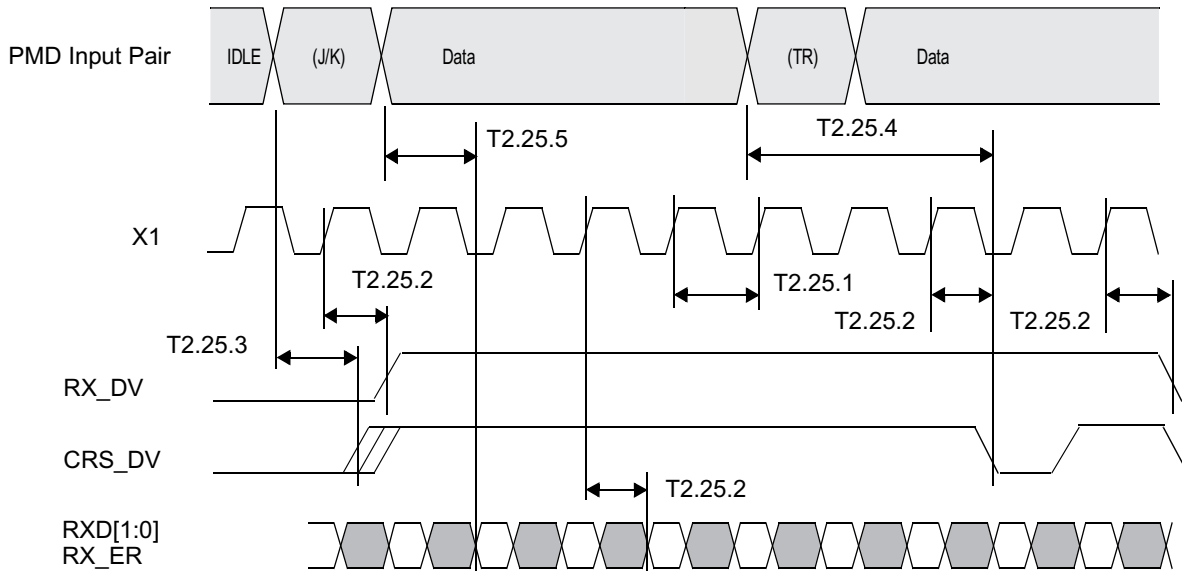 PMD Input Pair
IDLE
(J/K)
Data
(TR)
Data
T2.25.5
T2.25.4
X1
T2.25.2
T2.25.1
T2.25.2
T2.25.2
T2.25.3
RX_DV
CRS_DV
T2.25.2
RXD[1:0]
RX_ER